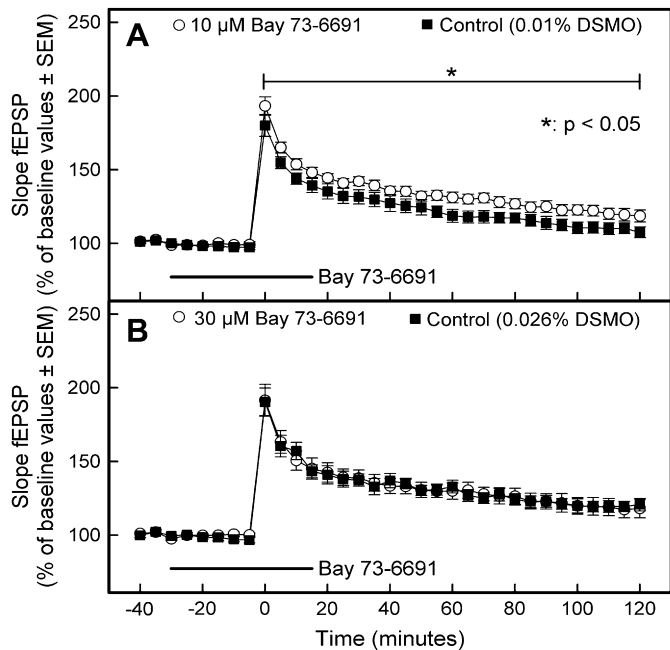 A
10 µM Bay 73-6691
Control (0.01% DSMO)
Slope fEPSP
(% of baseline values ± SEM)
250
200
150
100
*
*: p < 0.05
Bay 73-6691
B
30 µM Bay 73-6691
Control (0.026% DSMO)
Slope fEPSP
(% of baseline values ± SEM)
250
200
150
100
Bay 73-6691
-40 -20 0 20 40 60 80 100 120
Time (minutes)